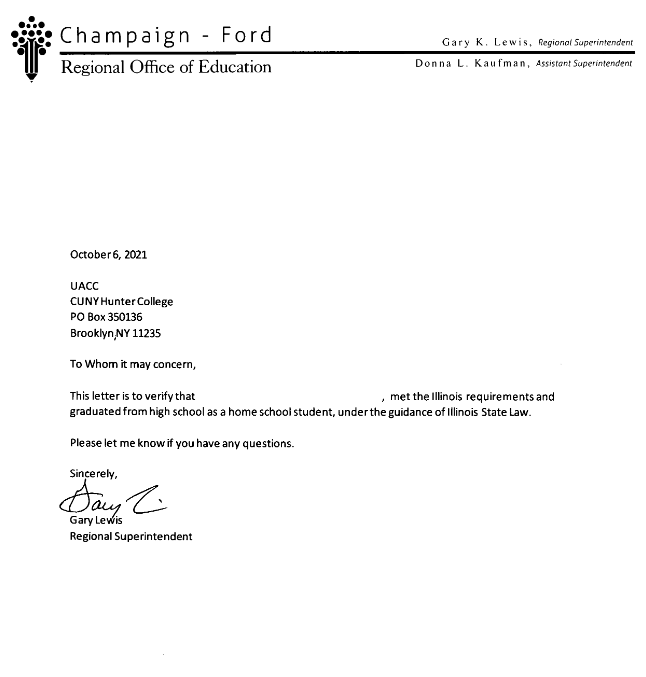 Champaign - Ford
Regional Office of Education
Gary K. Lewis, Regional Superintendent
Donna L. Kaufman, Assistant Superintendent
October 6, 2021
UACC
CUNY Hunter College
PO Box 350136
Brooklyn,NY 11235
To Whom it may concern,
This letter is to verify that , met the Illinois requirements and
graduated from high school as a home school student, under the guidance of Illinois State Law.
Please let me know if you have any questions.
Sincerely,
Gary Lewis
Regional Superintendent